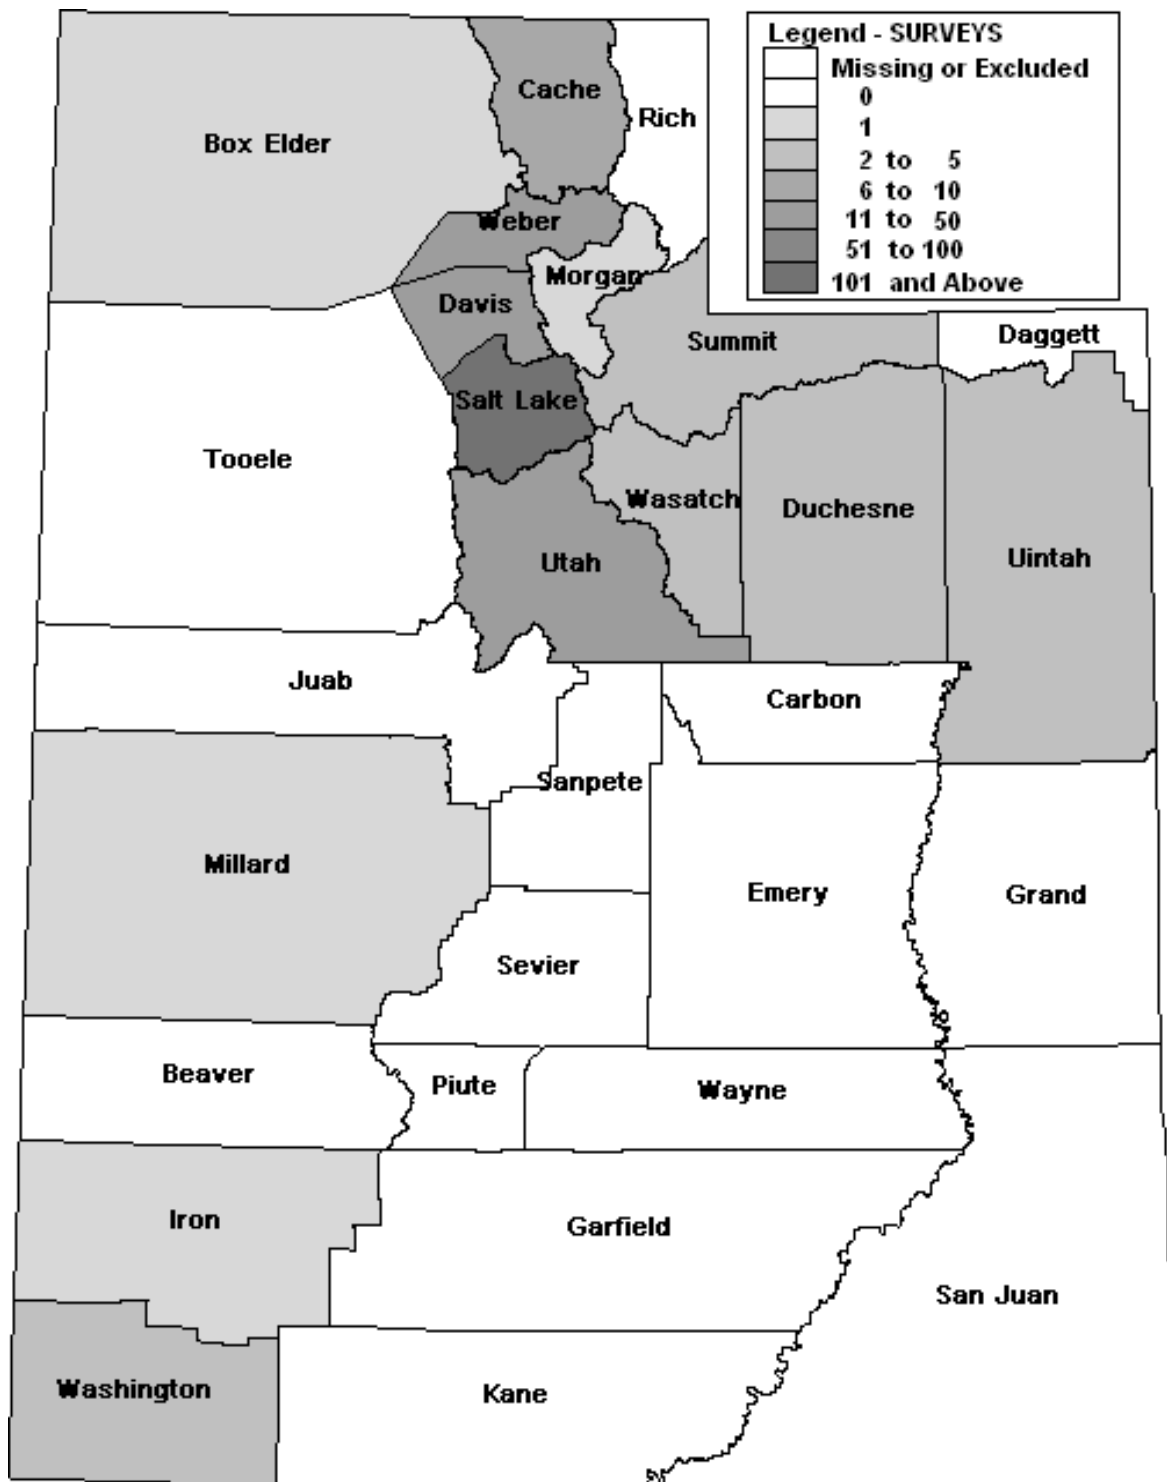 Legend - SURVEYS
Missing or Excluded
0
1
2 to 5
6 to 10
11 to 50
51 to 100
101 and Above
Cache
Rich
Box Elder
Weber
Morgan
Davis
Summit
Daggett
Salt Lake
Tooele
Wasatch
Duchesne
Uintah
Utah
Juab
Carbon
Sanpete
Millard
Emery
Grand
Sevier
Beaver
Piute
Wayne
Iron
Garfield
San Juan
Washington
Kane